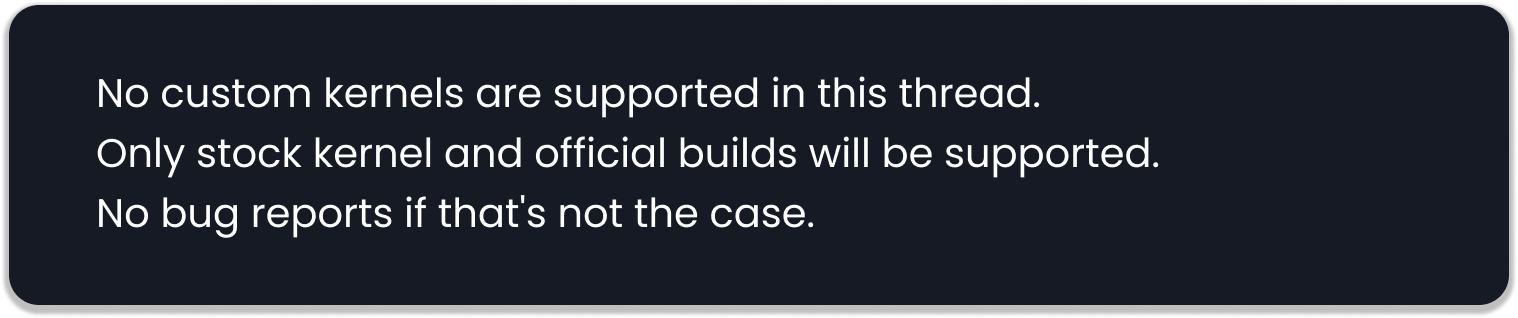 No custom kernels are supported in this thread.
Only stock kernel and official builds will be supported.
No bug reports if that's not the case.